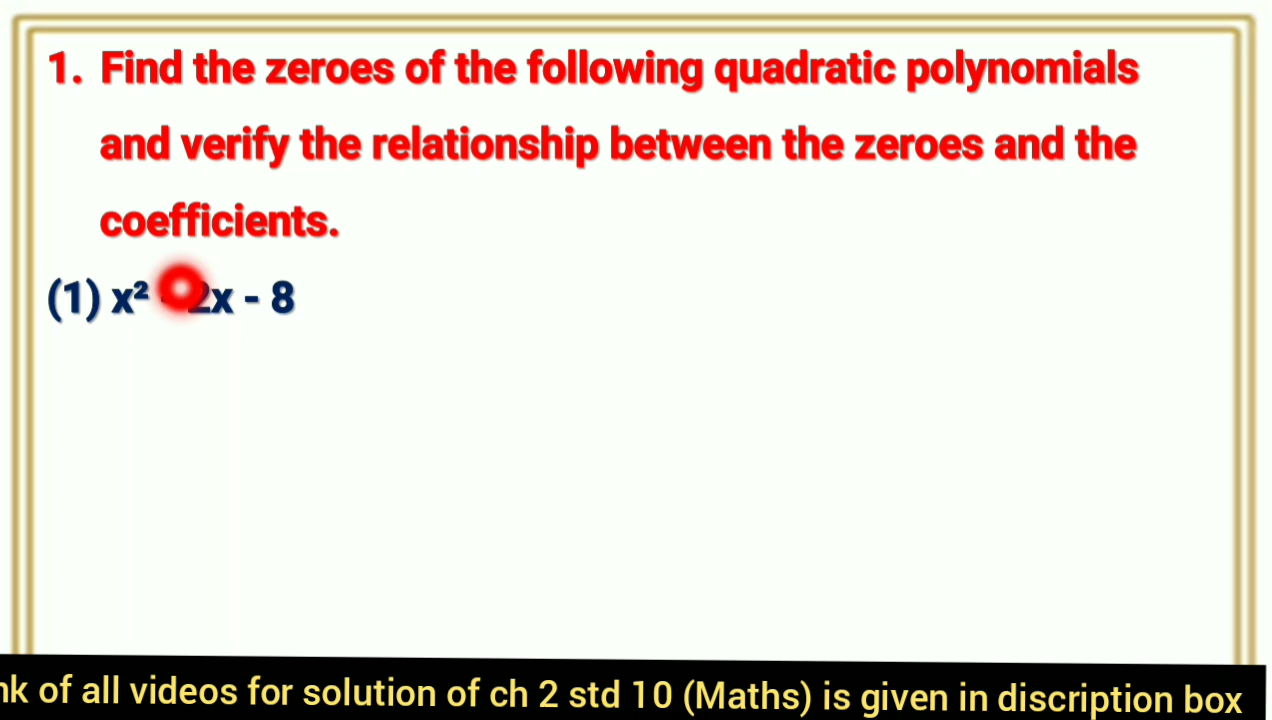 1. Find the zeroes of the following quadratic polynomials
and verify the relationship between the zeroes and the
coefficients.
(1) x² - 2x - 8
of all videos for solution of ch 2 std 10 (Maths) is given in discription box